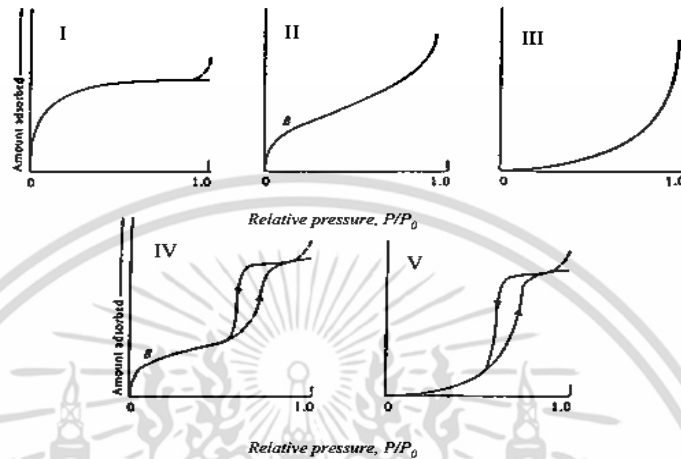 I
II
III
Amount adsorbed
B
0
1.0
0
1.0
0
1.0
Relative pressure, P/P₀
IV
V
Amount adsorbed
B
0
1.0
0
1.0
Relative pressure, P/P₀